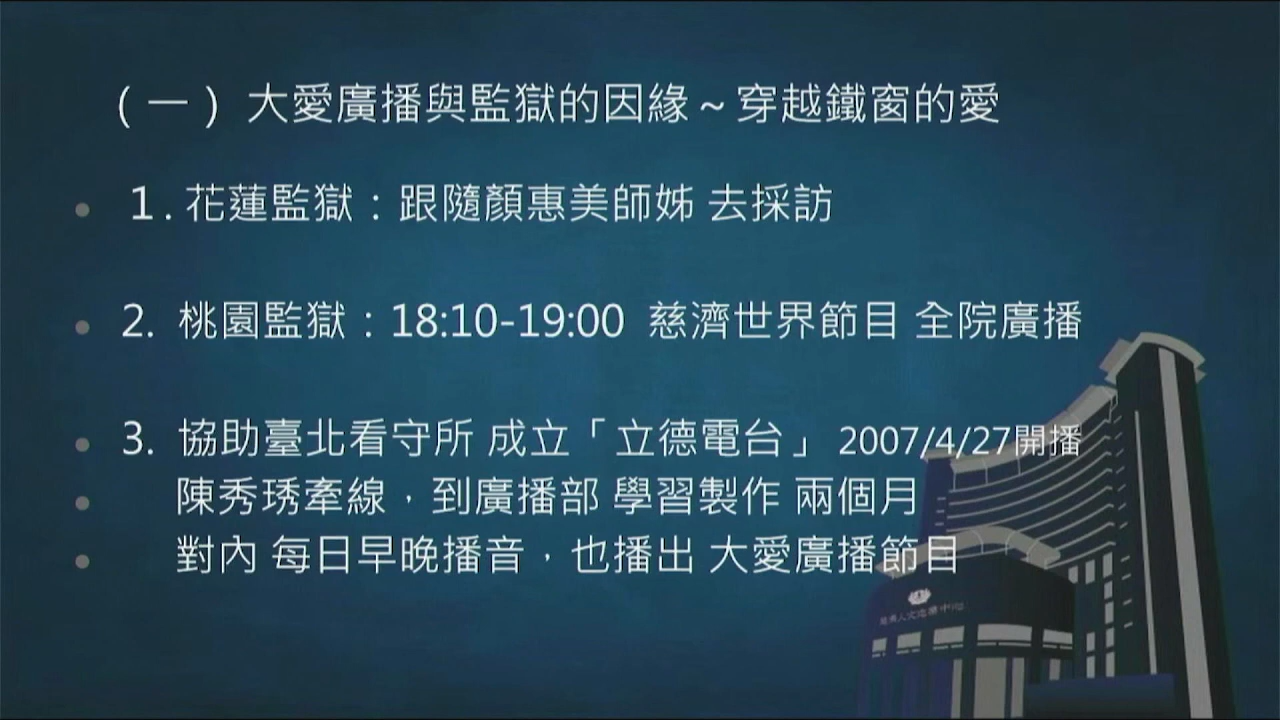 （一） 大愛廣播與監獄的因緣～穿越鐵窗的愛
1. 花蓮監獄：跟隨顏惠美師姊 去採訪
2. 桃園監獄：18:10-19:00 慈濟世界節目 全院廣播
3. 協助臺北看守所 成立「立德電台」 2007/4/27開播
陳秀琇牽線，到廣播部 學習製作 兩個月
對內 每日早晚播音，也播出 大愛廣播節目